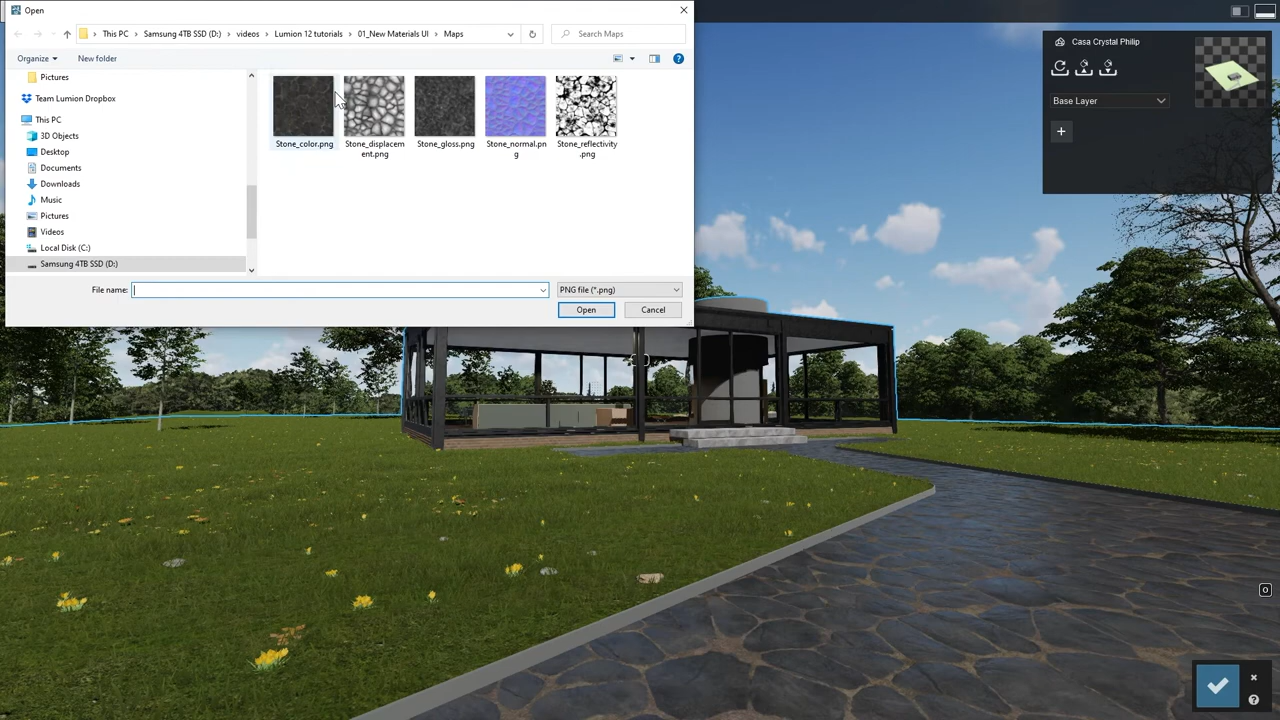 Open
This PC > Samsung 4TB SSD (D:) > videos > Lumion 12 tutorials > 01_New Materials UI > Maps
Search Maps
Organize
New folder
Pictures
Team Lumion Dropbox
This PC
3D Objects
Desktop
Documents
Downloads
Music
Pictures
Videos
Local Disk (C:)
Samsung 4TB SSD (D:)
Stone_color.png
Stone_displacem
ent.png
Stone_gloss.png
Stone_normal.pn
g
Stone_reflectivity
.png
File name:
PNG file (*.png)
Open
Cancel
Casa Crystal Philip
Base Layer
O